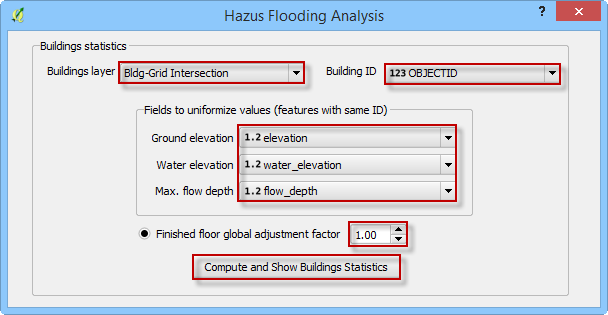 Hazus Flooding Analysis
?
Buildings statistics
Buildings layer Bldg-Grid Intersection Building ID 123 OBJECTID
Fields to uniformize values (features with same ID)
Ground elevation 1.2 elevation
Water elevation 1.2 water_elevation
Max. flow depth 1.2 flow_depth
Finished floor global adjustment factor 1.00
Compute and Show Buildings Statistics